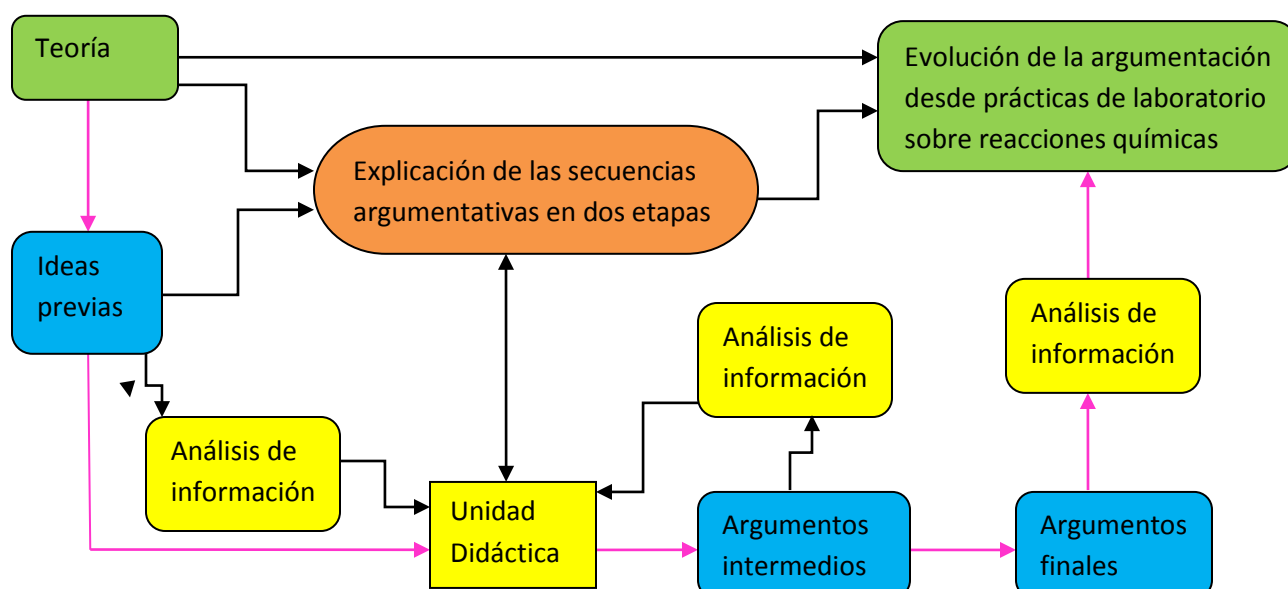 Teoría
Evolución de la argumentación
desde prácticas de laboratorio
sobre reacciones químicas
Explicación de las secuencias
argumentativas en dos etapas
Ideas
previas
Análisis de
información
Análisis de
información
Análisis de
información
Unidad
Didáctica
Argumentos
intermedios
Argumentos
finales